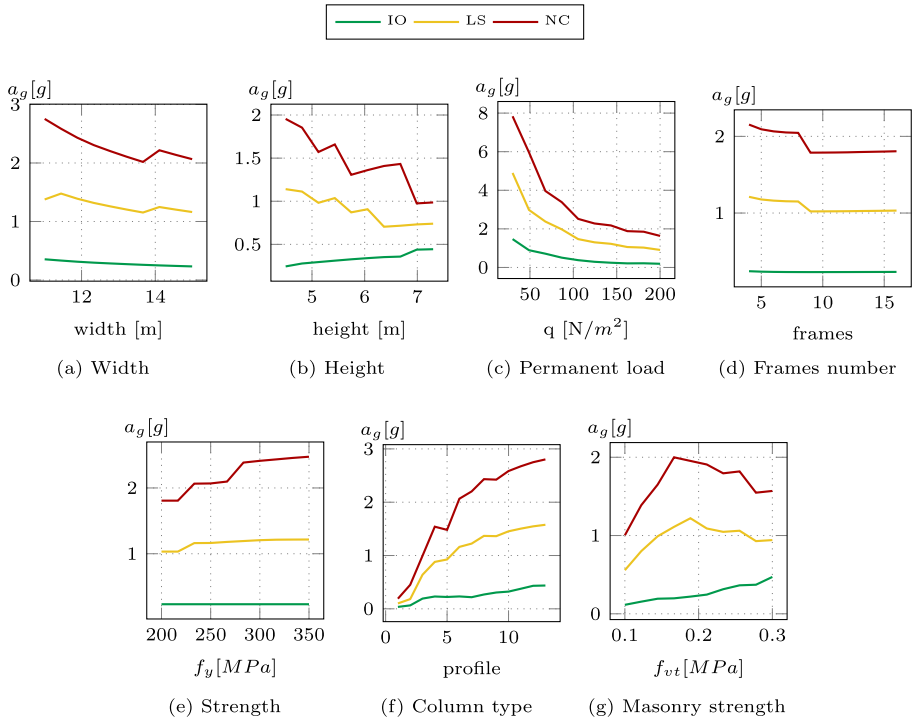 IO LS NC
a_g[g] a_g[g] a_g[g] a_g[g]
3 2 1 0
12 14
width [m]
2 1.5 1 0.5
5 6 7
height [m]
8 6 4 2 0
50 100 150 200
q [N/m²]
2 1
5 10 15
frames
(a) Width (b) Height (c) Permanent load (d) Frames number
a_g[g] a_g[g] a_g[g]
2 1
200 250 300 350
f_y[MPa]
3 2 1 0
0 5 10
profile
2 1 0
0.1 0.2 0.3
f_vt[MPa]
(e) Strength (f) Column type (g) Masonry strength